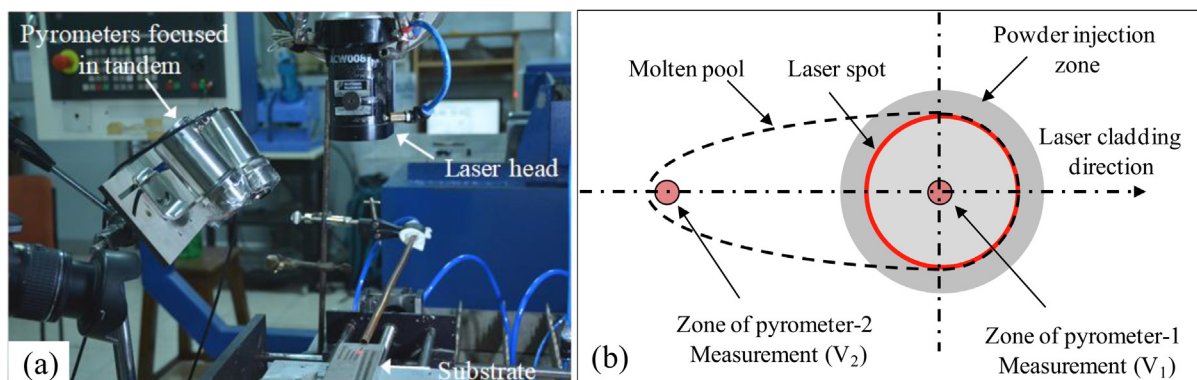 Pyrometers focused
in tandem
ACW008
Laser head
Substrate
(a)
Powder injection
zone
Molten pool
Laser spot
Laser cladding
direction
Zone of pyrometer-2
Measurement (V₂)
Zone of pyrometer-1
Measurement (V₁)
(b)